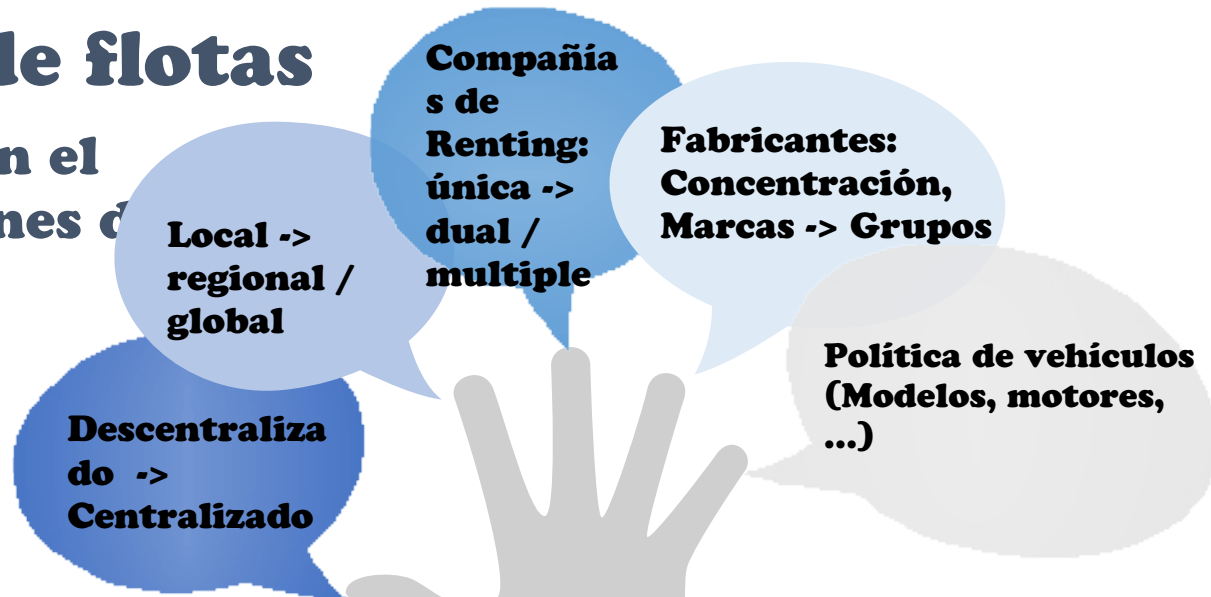 de flotas
n el
nes d
Compañía
s de
Renting:
única ->
dual /
multiple
Fabricantes:
Concentración,
Marcas -> Grupos
Local ->
regional /
global
Política de vehículos
(Modelos, motores,
...)
Descentraliza
do ->
Centralizado